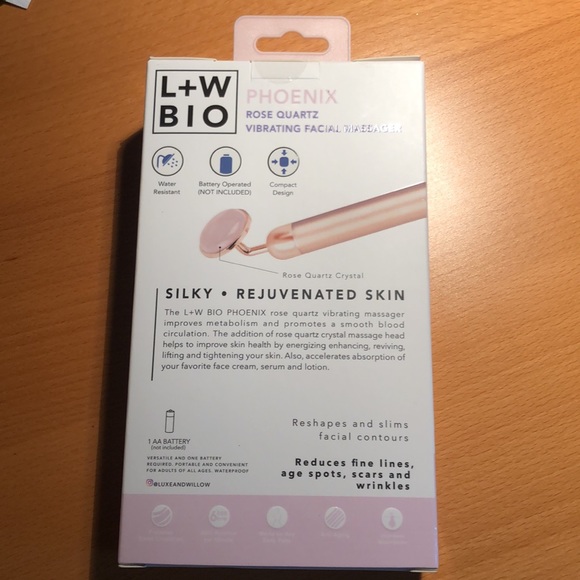 L+W
BIO
PHOENIX
ROSE QUARTZ
VIBRATING FACIAL MASSAGER
Water
Resistant
Battery Operated
(NOT INCLUDED)
Compact
Design
Rose Quartz Crystal
SILKY • REJUVENATED SKIN
The L+W BIO PHOENIX rose quartz vibrating massager
improves metabolism and promotes a smooth blood
circulation. The addition of rose quartz crystal massage head
helps to improve skin health by energizing enhancing, reviving,
lifting and tightening your skin. Also, accelerates absorption of
your favorite face cream, serum and lotion.
1 AA BATTERY
(not included)
VERSATILE AND ONE BATTERY
REQUIRED. PORTABLE AND CONVENIENT.
FOR ADULTS OF ALL AGES. WATERPROOF
@LUXEANDWILLOW
Reshapes and slims
facial contours
Reduces fine lines,
age spots, scars and
wrinkles